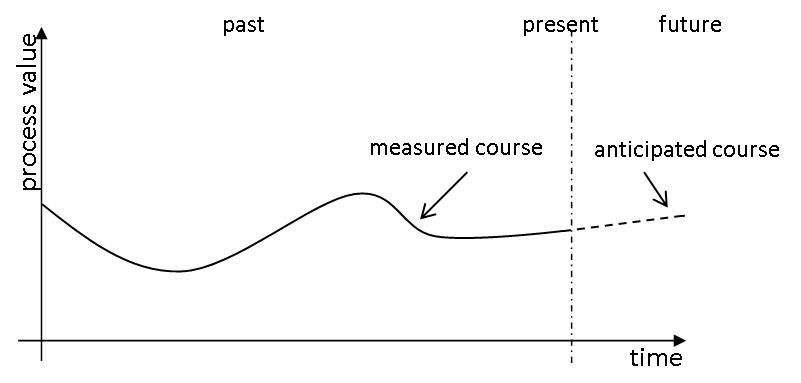 past
present
future
process value
measured course
anticipated course
time